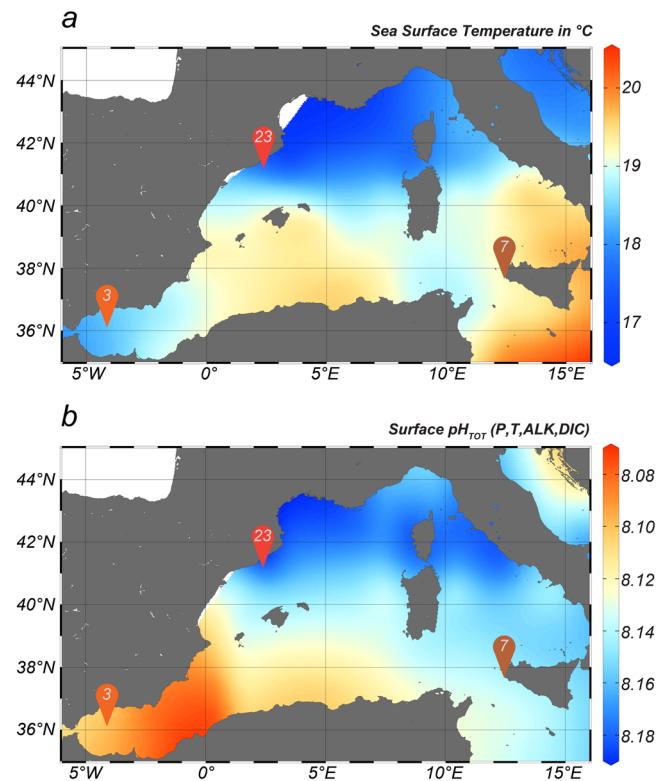 a
Sea Surface Temperature in °C
44°N
42°N
40°N
38°N
36°N
5°W
0°
5°E
10°E
15°E
23
7
3
20
19
18
17
b
Surface pH_TOT (P,T,ALK,DIC)
44°N
42°N
40°N
38°N
36°N
5°W
0°
5°E
10°E
15°E
23
7
3
8.08
8.10
8.12
8.14
8.16
8.18